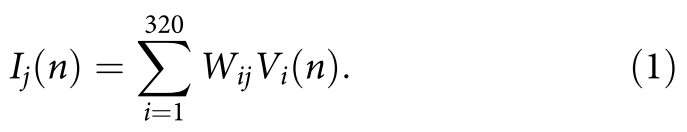 $I_j(n) = \sum_{i=1}^{320} W_{ij} V_i(n).$ (1)